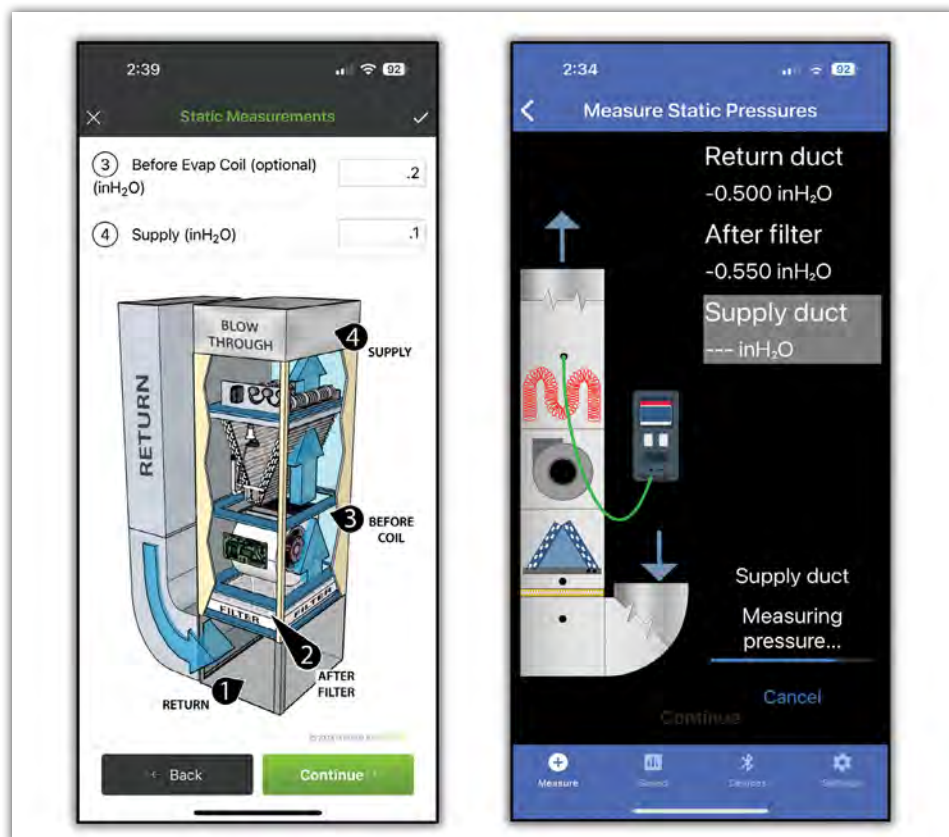 2:39
92
Static Measurements
3 Before Evap Coil (optional)
(inH₂O)
.2
4 Supply (inH₂O)
.1
BLOW
THROUGH
4
SUPPLY
RETURN
3
BEFORE
COIL
FILTER
FILTER
2
AFTER
FILTER
1
RETURN
Back
Continue
2:34
92
Measure Static Pressures
Return duct
-0.500 inH₂O
After filter
-0.550 inH₂O
Supply duct
--- inH₂O
Supply duct
Measuring
pressure...
Cancel
Continue
Measure
Devices
Settings